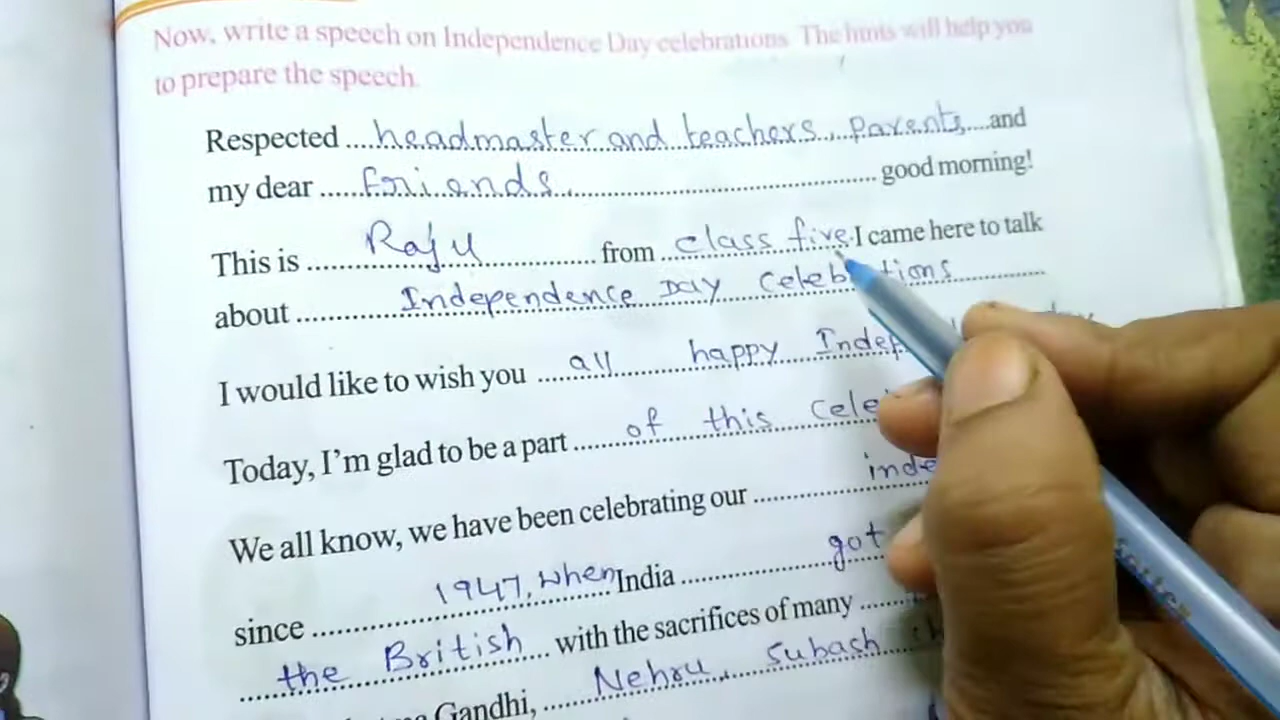 Now, write a speech on Independence Day celebrations. The hints will help you
to prepare the speech.
Respected ....headmaster and teachers, parents,....and
my dear ......friends,.................................... good morning!
This is ........Raju............. from ...class five. I came here to talk
about ............Independence Day Celebrations.............
I would like to wish you ....all.....happy.....
Today, I'm glad to be a part ......of this
We all know, we have been celebrating our ................
since ............1947, when India ................got
....the British.... with the sacrifices of many .......
Gandhi, ......Nehru, Subash